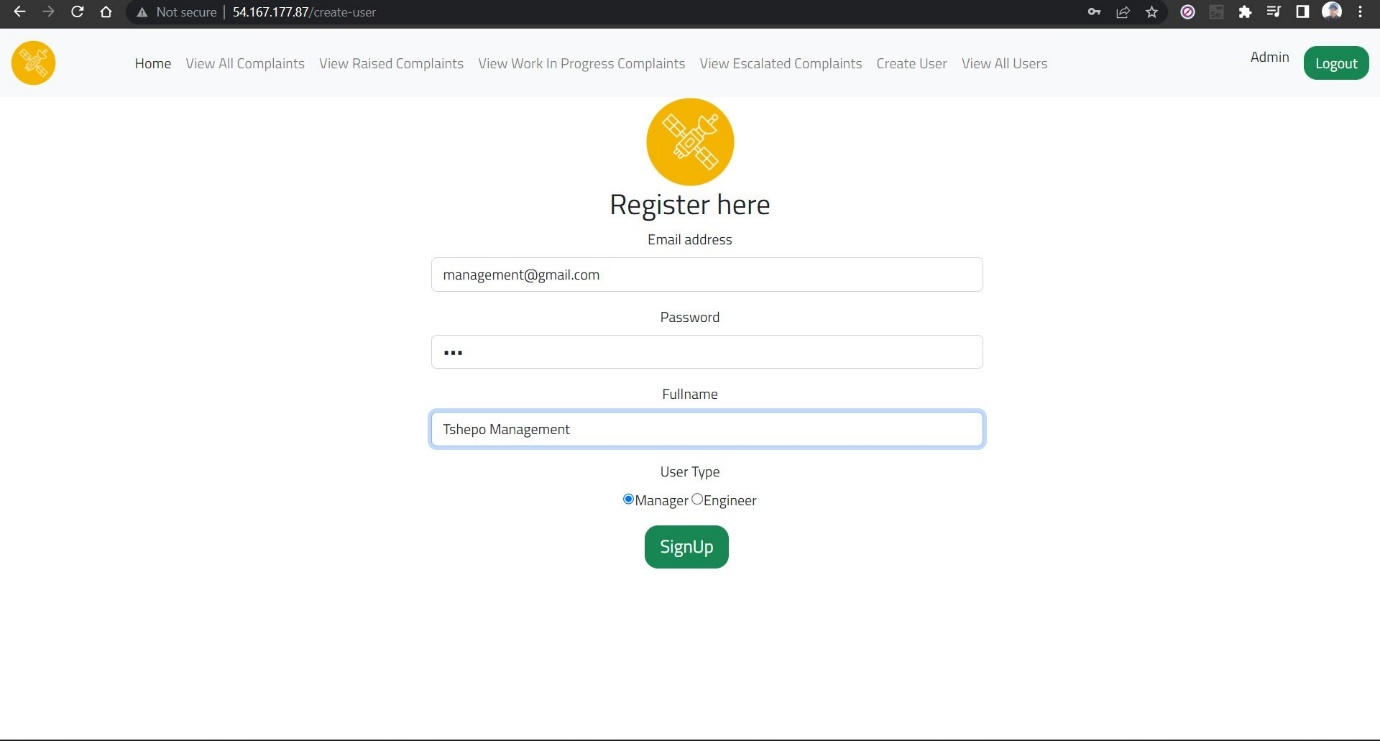 Not secure | 54.167.177.87/create-user
Home View All Complaints View Raised Complaints View Work In Progress Complaints View Escalated Complaints Create User View All Users Admin Logout
Register here
Email address
management@gmail.com
Password
•••
Fullname
Tshepo Management
User Type
Manager Engineer
SignUp